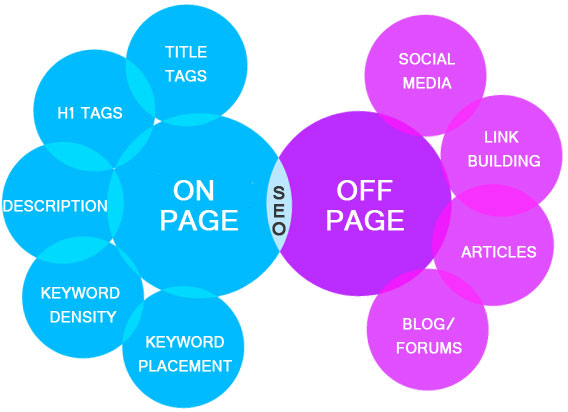 TITLE
TAGS
H1 TAGS
DESCRIPTION
KEYWORD
DENSITY
KEYWORD
PLACEMENT
ON
PAGE
SEO
OFF
PAGE
SOCIAL
MEDIA
LINK
BUILDING
ARTICLES
BLOG/
FORUMS